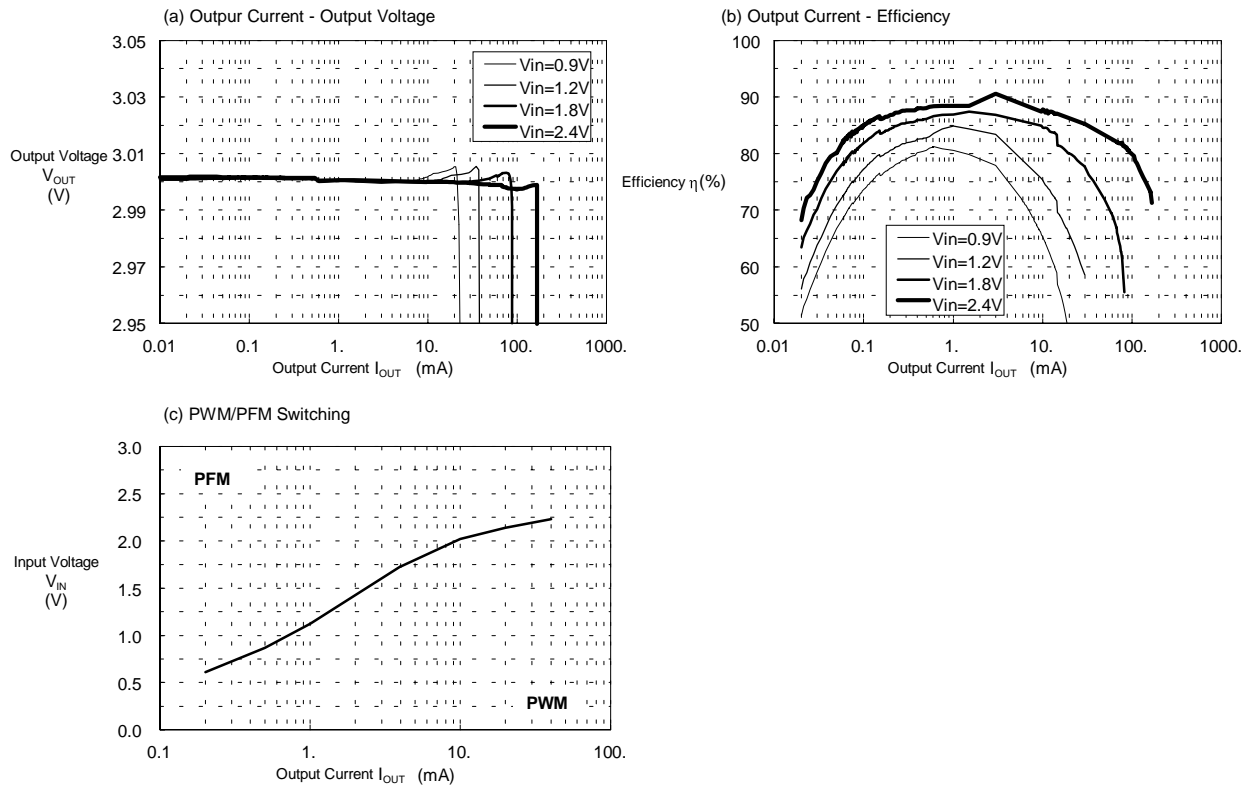 (a) Outpur Current - Output Voltage
3.05
3.03
3.01
2.99
2.97
2.95
Output Voltage
VOUT
(V)
Vin=0.9V
Vin=1.2V
Vin=1.8V
Vin=2.4V
0.01 0.1 1. 10. 100. 1000.
Output Current IOUT (mA)
(b) Output Current - Efficiency
100
90
80
70
60
50
Efficiency η(%)
Vin=0.9V
Vin=1.2V
Vin=1.8V
Vin=2.4V
0.01 0.1 1. 10. 100. 1000.
Output Current IOUT (mA)
(c) PWM/PFM Switching
3.0
2.5
2.0
1.5
1.0
0.5
0.0
Input Voltage
VIN
(V)
PFM
PWM
0.1 1. 10. 100.
Output Current IOUT (mA)